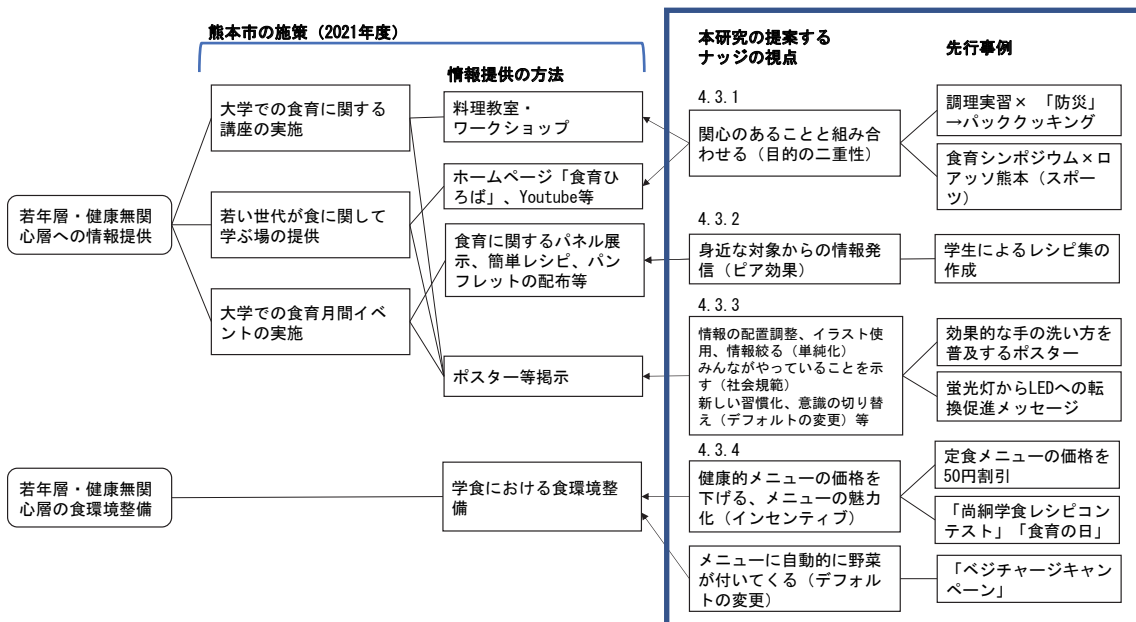 熊本市の施策（2021年度）
情報提供の方法
若年層・健康無関
心層への情報提供
大学での食育に関する
講座の実施
若い世代が食に関して
学ぶ場の提供
大学での食育月間イベ
ントの実施
料理教室・
ワークショップ
ホームページ「食育ひ
ろば」、Youtube等
食育に関するパネル展
示、簡単レシピ、パン
フレットの配布等
ポスター等掲示
若年層・健康無関
心層の食環境整備
学食における食環境整
備
本研究の提案する
ナッジの視点
先行事例
4.3.1
関心のあることと組み合
わせる（目的の二重性）
調理実習× 「防災」
→パッククッキング
食育シンポジウム×ロ
アッソ熊本（スポー
ツ）
4.3.2
身近な対象からの情報発
信（ピア効果）
学生によるレシピ集の
作成
4.3.3
情報の配置調整、イラスト使
用、情報絞る（単純化）
みんながやっていることを示
す（社会規範）
新しい習慣化、意識の切り替
え（デフォルトの変更）等
効果的な手の洗い方を
普及するポスター
蛍光灯からLEDへの転
換促進メッセージ
4.3.4
健康的メニューの価格を
下げる、メニューの魅力
化（インセンティブ）
定食メニューの価格を
50円割引
「尚絅学食レシピコン
テスト」「食育の日」
メニューに自動的に野菜
が付いてくる（デフォル
トの変更）
「ベジチャージキャン
ペーン」